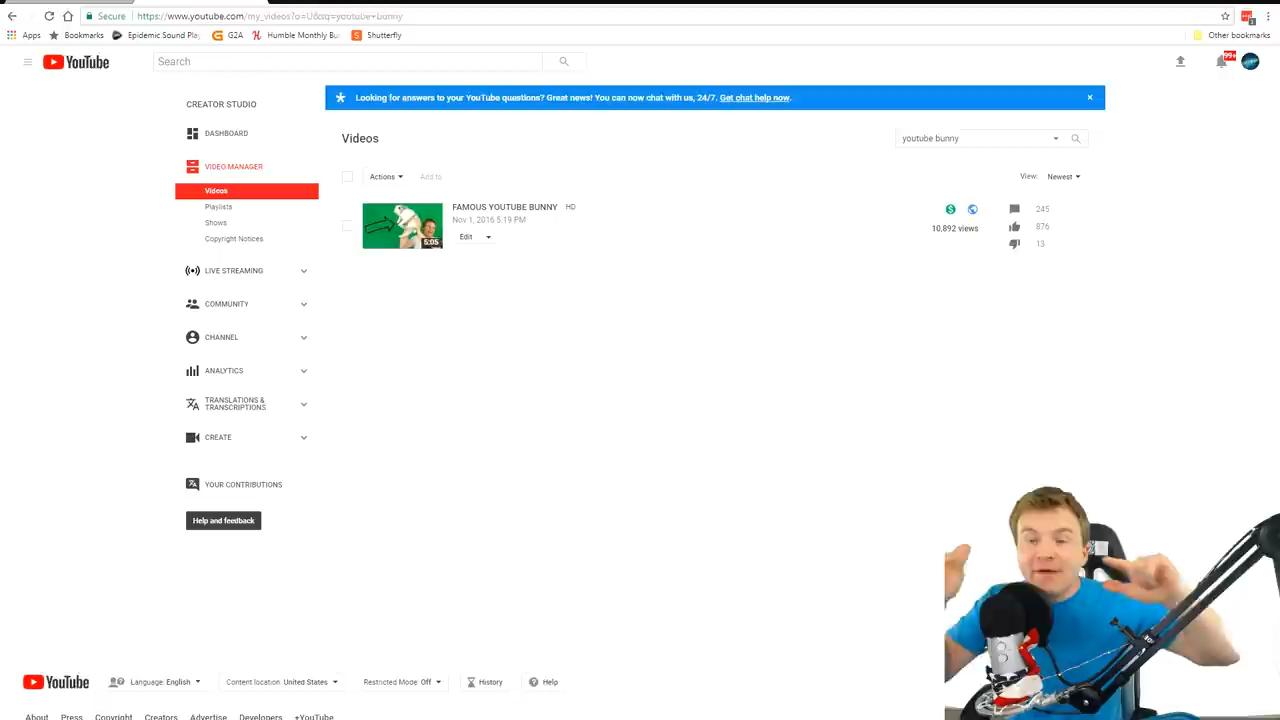 Secure https://www.youtube.com/my_videos?o=U&sq=youtube+bunny
Apps Bookmarks Epidemic Sound Play G2A Humble Monthly Bu Shutterfly Other bookmarks
YouTube Search 99+
CREATOR STUDIO
Looking for answers to your YouTube questions? Great news! You can now chat with us, 24/7. Get chat help now.
DASHBOARD
Videos
youtube bunny
VIDEO MANAGER
Actions Add to
View: Newest
Videos
Playlists
Shows
Copyright Notices
FAMOUS YOUTUBE BUNNY HD
Nov 1, 2016 5:19 PM
Edit
5:05
10,892 views
245
876
13
LIVE STREAMING
COMMUNITY
CHANNEL
ANALYTICS
TRANSLATIONS &
TRANSCRIPTIONS
CREATE
YOUR CONTRIBUTIONS
Help and feedback
YouTube Language: English Content location: United States Restricted Mode: Off History Help
About Press Copyright Creators Advertise Developers +YouTube